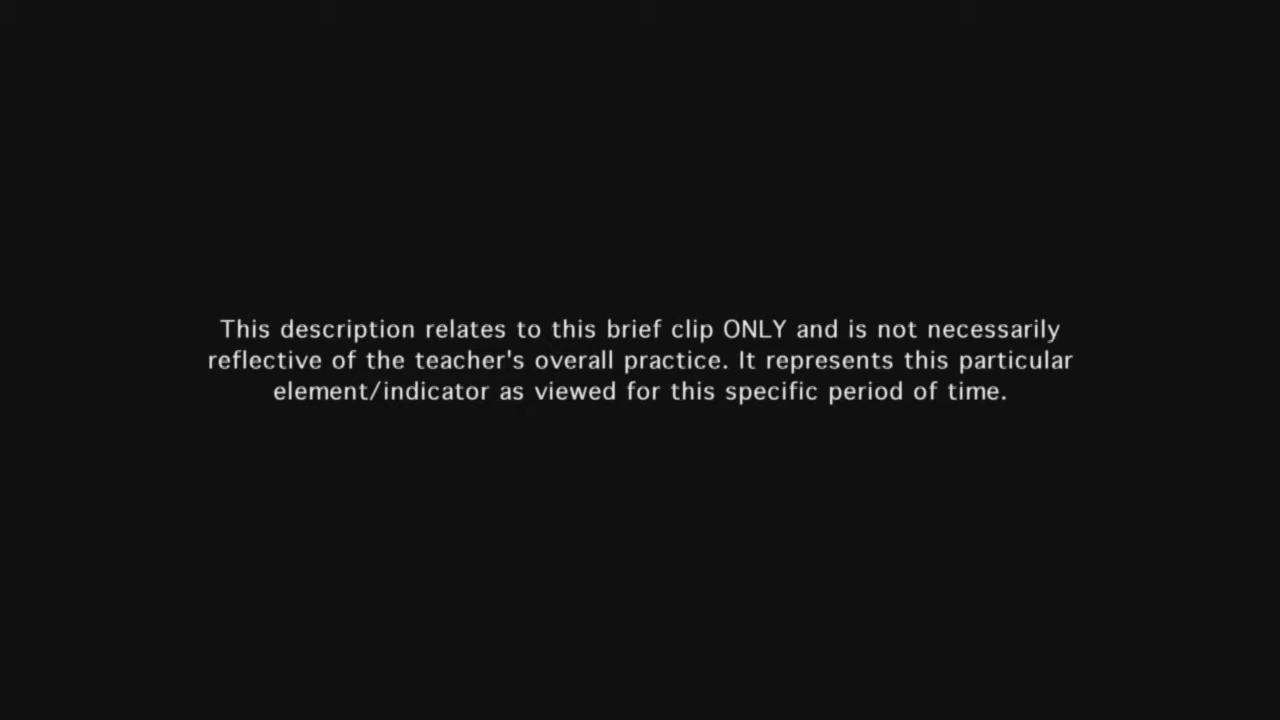 This description relates to this brief clip ONLY and is not necessarily
reflective of the teacher's overall practice. It represents this particular
element/indicator as viewed for this specific period of time.